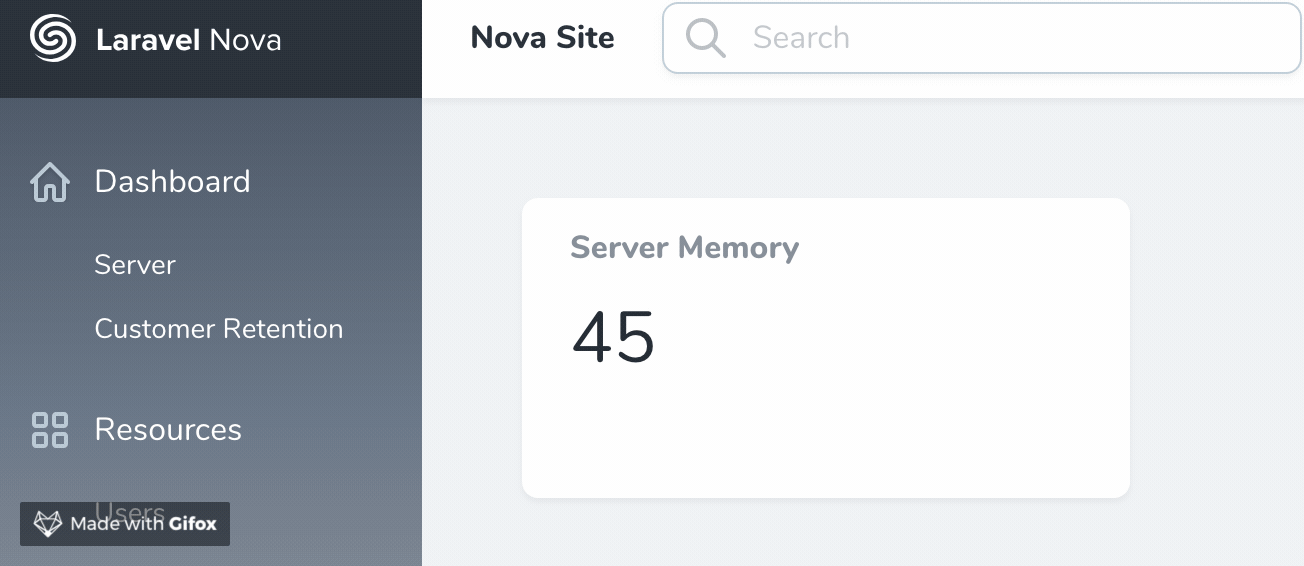 Laravel Nova
Nova Site
Search
Dashboard
Server
Customer Retention
Resources
Users
Made with Gifox
Server Memory
45